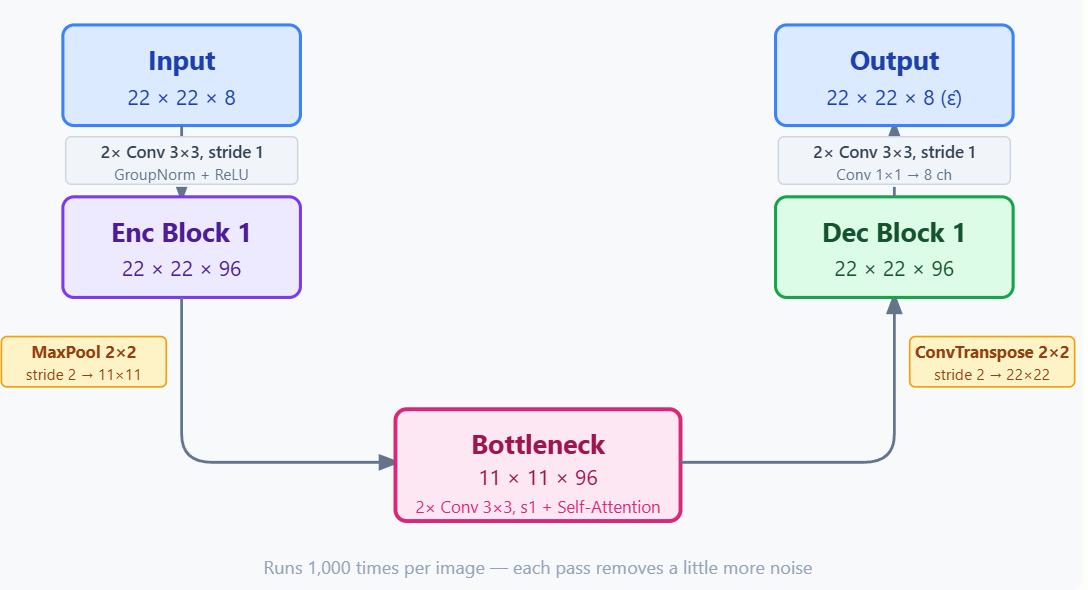 Input
22 × 22 × 8
2× Conv 3×3, stride 1
GroupNorm + ReLU
Enc Block 1
22 × 22 × 96
MaxPool 2×2
stride 2 → 11×11
Bottleneck
11 × 11 × 96
2× Conv 3×3, s1 + Self-Attention
Output
22 × 22 × 8 (ε̂)
2× Conv 3×3, stride 1
Conv 1×1 → 8 ch
Dec Block 1
22 × 22 × 96
ConvTranspose 2×2
stride 2 → 22×22
Runs 1,000 times per image — each pass removes a little more noise